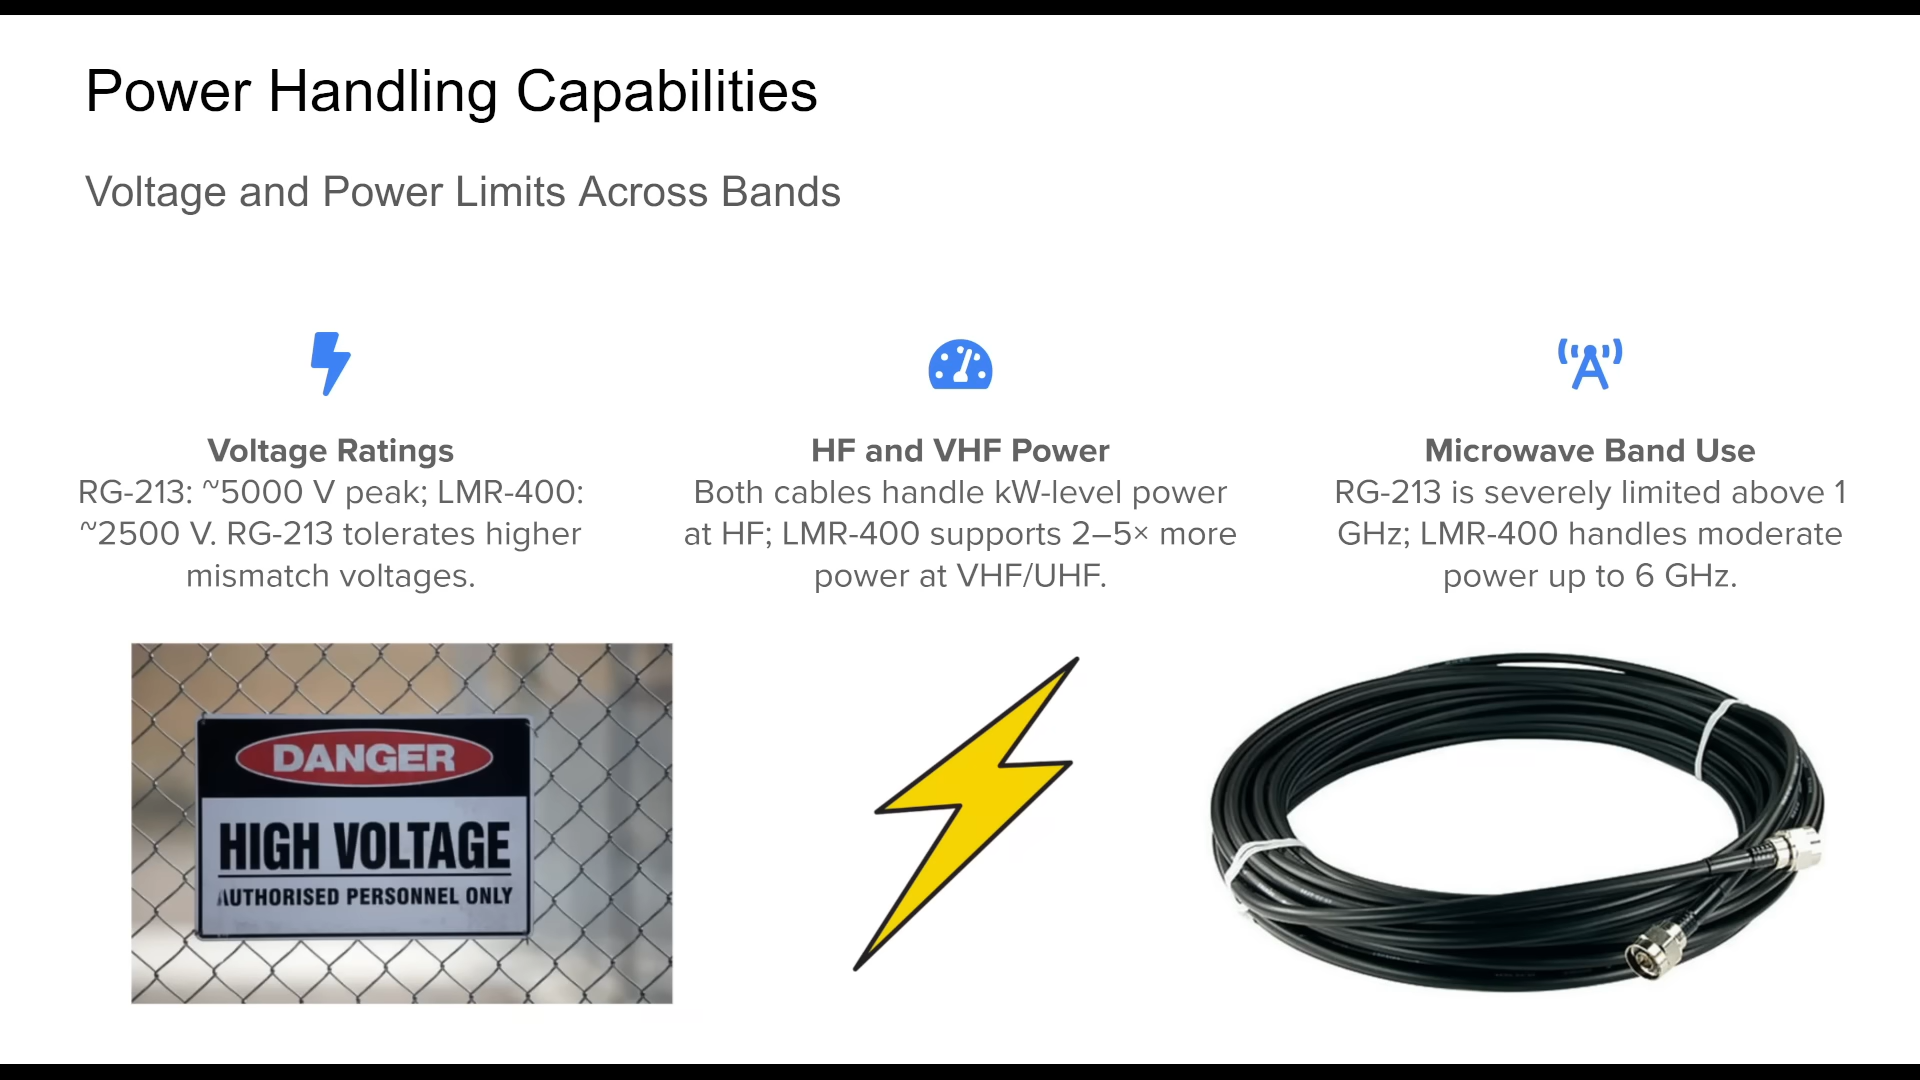 Power Handling Capabilities
Voltage and Power Limits Across Bands
Voltage Ratings
RG-213: ~5000 V peak; LMR-400:
~2500 V. RG-213 tolerates higher
mismatch voltages.
HF and VHF Power
Both cables handle kW-level power
at HF; LMR-400 supports 2–5× more
power at VHF/UHF.
Microwave Band Use
RG-213 is severely limited above 1
GHz; LMR-400 handles moderate
power up to 6 GHz.
DANGER
HIGH VOLTAGE
AUTHORISED PERSONNEL ONLY